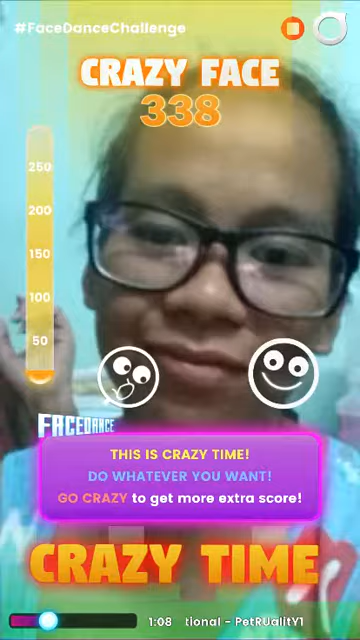 #FaceDanceChallenge
CRAZY FACE
338
250
200
150
100
50
FACEDANCE
THIS IS CRAZY TIME!
DO WHATEVER YOU WANT!
GO CRAZY to get more extra score!
CRAZY TIME
1:08 tional - PetRUalitY1